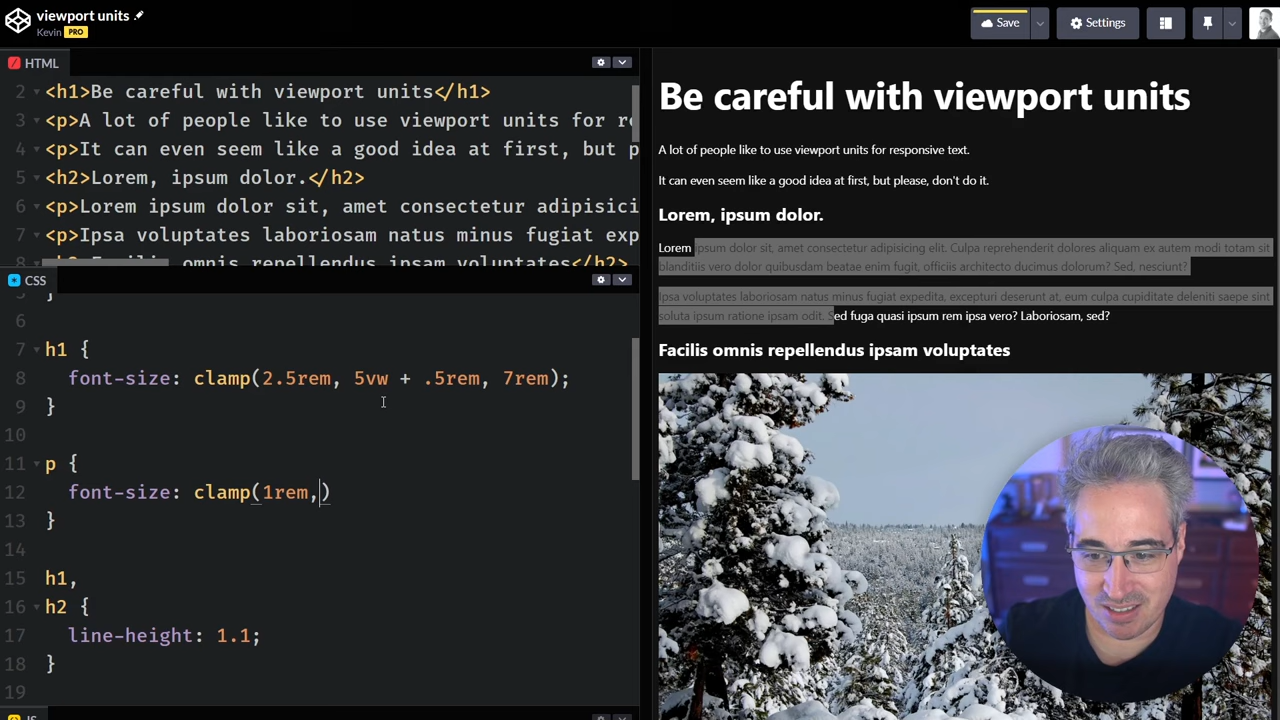 viewport units
Kevin PRO
Save
Settings
HTML
2 <h1>Be careful with viewport units</h1>
3 <p>A lot of people like to use viewport units for re
4 <p>It can even seem like a good idea at first, but p
5 <h2>Lorem, ipsum dolor.</h2>
6 <p>Lorem ipsum dolor sit, amet consectetur adipisici
7 <p>Ipsa voluptates laboriosam natus minus fugiat exp
8 <h2>Facilis omnis repellendus ipsam voluptates</h2>
CSS
5 }
6
7 h1 {
8 font-size: clamp(2.5rem, 5vw + .5rem, 7rem);
9 }
10
11 p {
12 font-size: clamp(1rem,)
13 }
14
15 h1,
16 h2 {
17 line-height: 1.1;
18 }
19
JS
Be careful with viewport units
A lot of people like to use viewport units for responsive text.
It can even seem like a good idea at first, but please, don't do it.
Lorem, ipsum dolor.
Lorem ipsum dolor sit, amet consectetur adipisicing elit. Culpa reprehenderit dolores aliquam ex autem modi totam sit
blanditiis vero dolor quibusdam beatae enim fugit, officiis architecto ducimus dolorum? Sed, nesciunt?
Ipsa voluptates laboriosam natus minus fugiat expedita, excepturi deserunt at, eum culpa cupiditate deleniti saepe sint
soluta ipsum ratione ipsam odit. Sed fuga quasi ipsum rem ipsa vero? Laboriosam, sed?
Facilis omnis repellendus ipsam voluptates